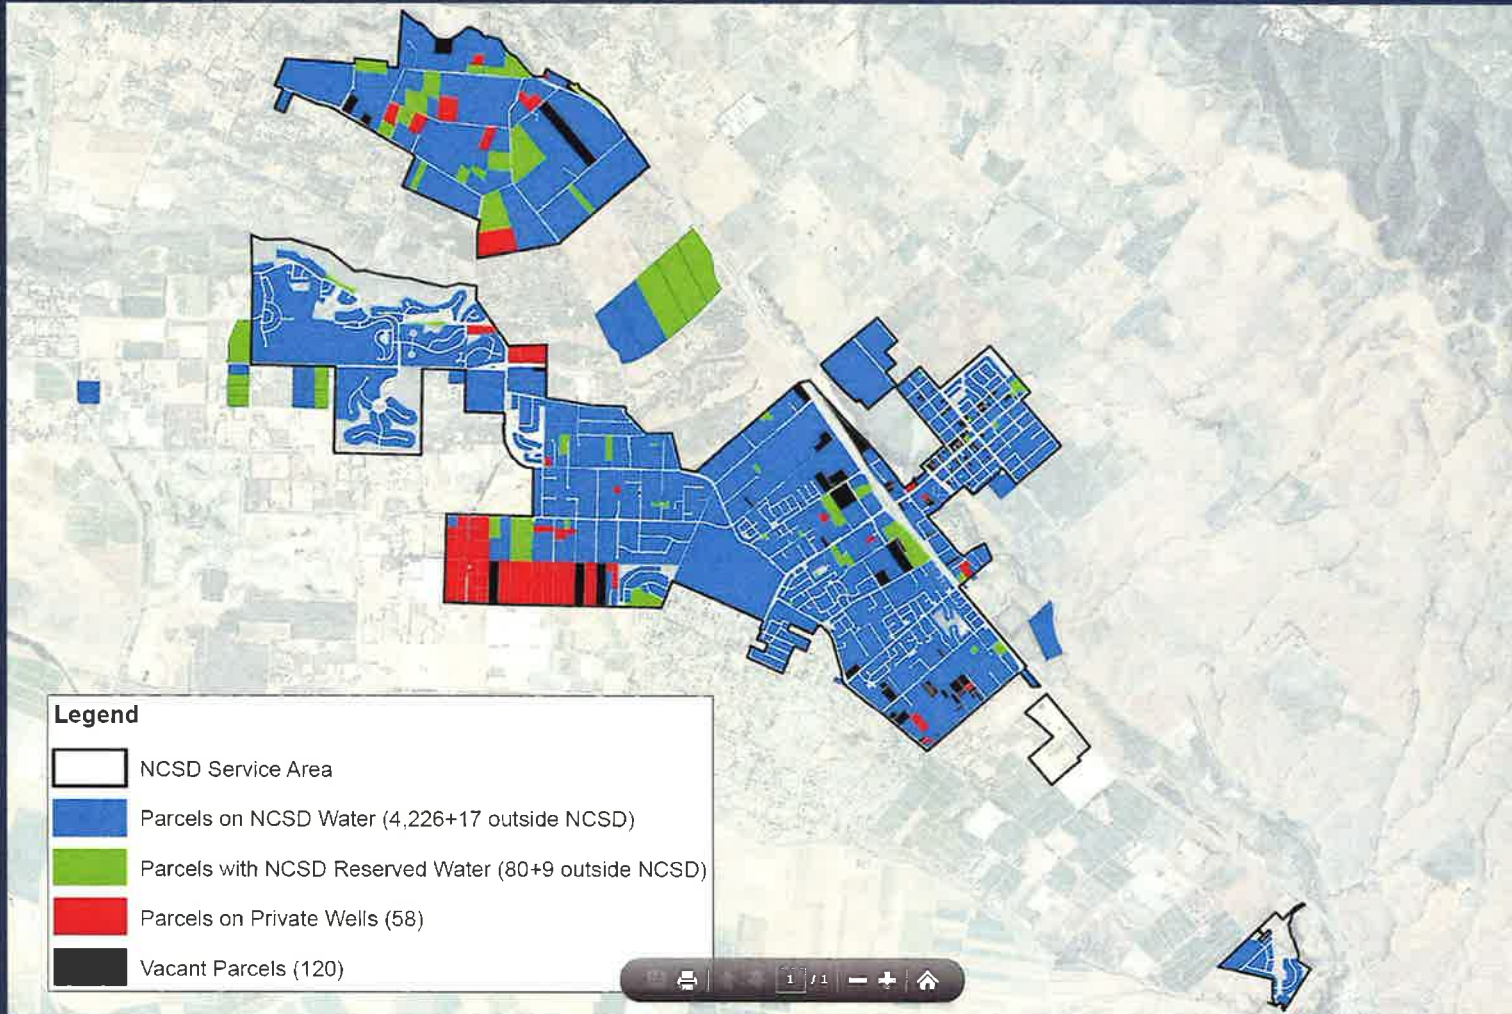 Legend
NCSD Service Area
Parcels on NCSD Water (4,226+17 outside NCSD)
Parcels with NCSD Reserved Water (80+9 outside NCSD)
Parcels on Private Wells (58)
Vacant Parcels (120)
1 / 1